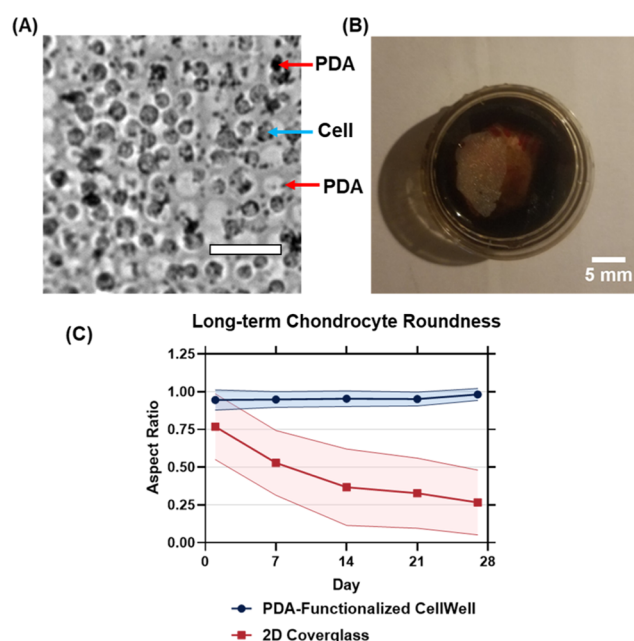 (A)
PDA
Cell
PDA
(B)
5 mm
(C)
Long-term Chondrocyte Roundness
Aspect Ratio
1.25
1.00
0.75
0.50
0.25
0.00
0 7 14 21 28
Day
PDA-Functionalized CellWell
2D Coverglass